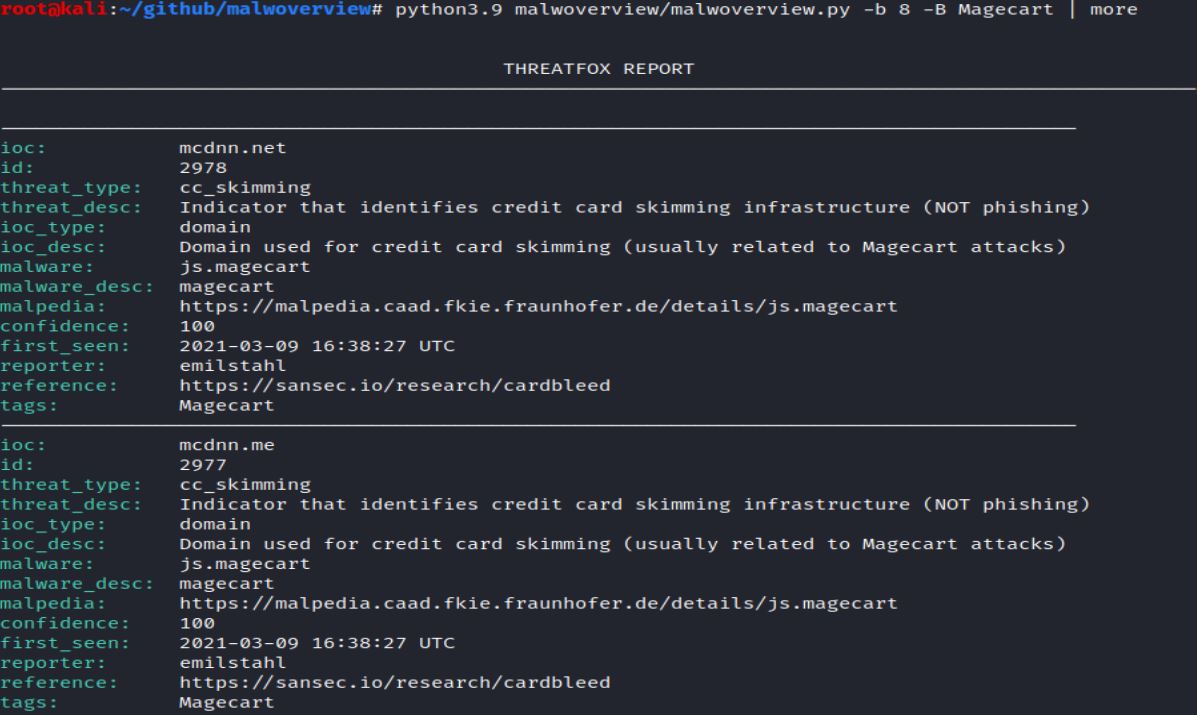 root@kali:~/github/malwoverview# python3.9 malwoverview/malwoverview.py -b 8 -B Magecart | more
THREATFOX REPORT
ioc: mcdnn.net
id: 2978
threat_type: cc_skimming
threat_desc: Indicator that identifies credit card skimming infrastructure (NOT phishing)
ioc_type: domain
ioc_desc: Domain used for credit card skimming (usually related to Magecart attacks)
malware: js.magecart
malware_desc: magecart
malpedia: https://malpedia.caad.fkie.fraunhofer.de/details/js.magecart
confidence: 100
first_seen: 2021-03-09 16:38:27 UTC
reporter: emilstahl
reference: https://sansec.io/research/cardbleed
tags: Magecart
ioc: mcdnn.me
id: 2977
threat_type: cc_skimming
threat_desc: Indicator that identifies credit card skimming infrastructure (NOT phishing)
ioc_type: domain
ioc_desc: Domain used for credit card skimming (usually related to Magecart attacks)
malware: js.magecart
malware_desc: magecart
malpedia: https://malpedia.caad.fkie.fraunhofer.de/details/js.magecart
confidence: 100
first_seen: 2021-03-09 16:38:27 UTC
reporter: emilstahl
reference: https://sansec.io/research/cardbleed
tags: Magecart